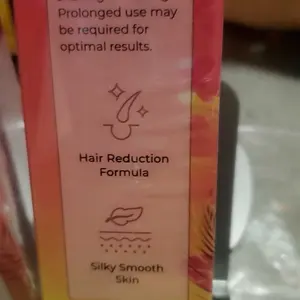 Prolonged use may
be required for
optimal results.
Hair Reduction
Formula
Silky Smooth
Skin